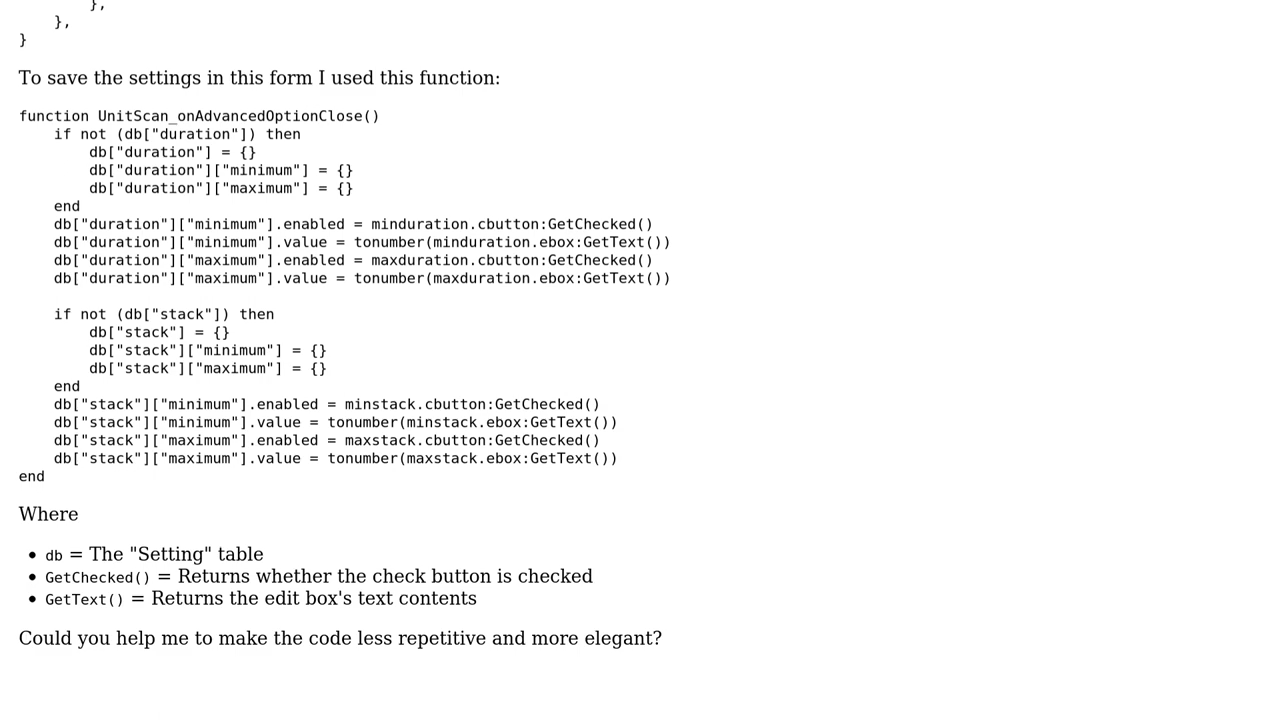 },
    },
}
To save the settings in this form I used this function:
function UnitScan_onAdvancedOptionClose()
    if not (db["duration"]) then
        db["duration"] = {}
        db["duration"]["minimum"] = {}
        db["duration"]["maximum"] = {}
    end
    db["duration"]["minimum"].enabled = minduration.cbutton:GetChecked()
    db["duration"]["minimum"].value = tonumber(minduration.ebox:GetText())
    db["duration"]["maximum"].enabled = maxduration.cbutton:GetChecked()
    db["duration"]["maximum"].value = tonumber(maxduration.ebox:GetText())

    if not (db["stack"]) then
        db["stack"] = {}
        db["stack"]["minimum"] = {}
        db["stack"]["maximum"] = {}
    end
    db["stack"]["minimum"].enabled = minstack.cbutton:GetChecked()
    db["stack"]["minimum"].value = tonumber(minstack.ebox:GetText())
    db["stack"]["maximum"].enabled = maxstack.cbutton:GetChecked()
    db["stack"]["maximum"].value = tonumber(maxstack.ebox:GetText())
end
Where
• db = The "Setting" table
• GetChecked() = Returns whether the check button is checked
• GetText() = Returns the edit box's text contents
Could you help me to make the code less repetitive and more elegant?